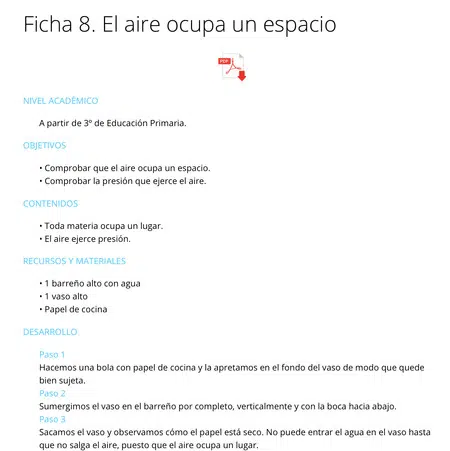 Ficha 8. El aire ocupa un espacio
PDF
NIVEL ACADÉMICO
A partir de 3º de Educación Primaria.
OBJETIVOS
• Comprobar que el aire ocupa un espacio.
• Comprobar la presión que ejerce el aire.
CONTENIDOS
• Toda materia ocupa un lugar.
• El aire ejerce presión.
RECURSOS Y MATERIALES
• 1 barreño alto con agua
• 1 vaso alto
• Papel de cocina
DESARROLLO
Paso 1
Hacemos una bola con papel de cocina y la apretamos en el fondo del vaso de modo que quede
bien sujeta.
Paso 2
Sumergimos el vaso en el barreño por completo, verticalmente y con la boca hacia abajo.
Paso 3
Sacamos el vaso y observamos cómo el papel está seco. No puede entrar el agua en el vaso hasta
que no salga el aire, puesto que el aire ocupa un lugar.